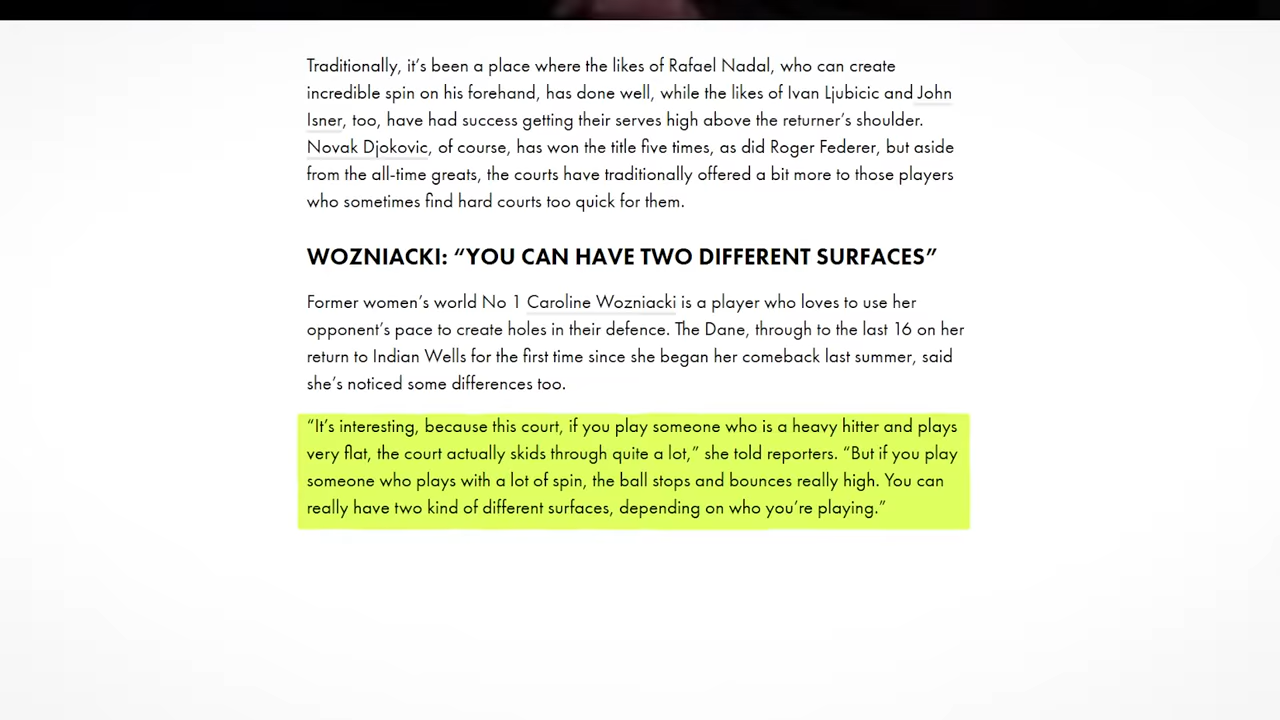 Traditionally, it’s been a place where the likes of Rafael Nadal, who can create
incredible spin on his forehand, has done well, while the likes of Ivan Ljubicic and John
Isner, too, have had success getting their serves high above the returner’s shoulder.
Novak Djokovic, of course, has won the title five times, as did Roger Federer, but aside
from the all-time greats, the courts have traditionally offered a bit more to those players
who sometimes find hard courts too quick for them.
WOZNIACKI: “YOU CAN HAVE TWO DIFFERENT SURFACES”
Former women’s world No 1 Caroline Wozniacki is a player who loves to use her
opponent’s pace to create holes in their defence. The Dane, through to the last 16 on her
return to Indian Wells for the first time since she began her comeback last summer, said
she’s noticed some differences too.
“It’s interesting, because this court, if you play someone who is a heavy hitter and plays
very flat, the court actually skids through quite a lot,” she told reporters. “But if you play
someone who plays with a lot of spin, the ball stops and bounces really high. You can
really have two kind of different surfaces, depending on who you’re playing.”